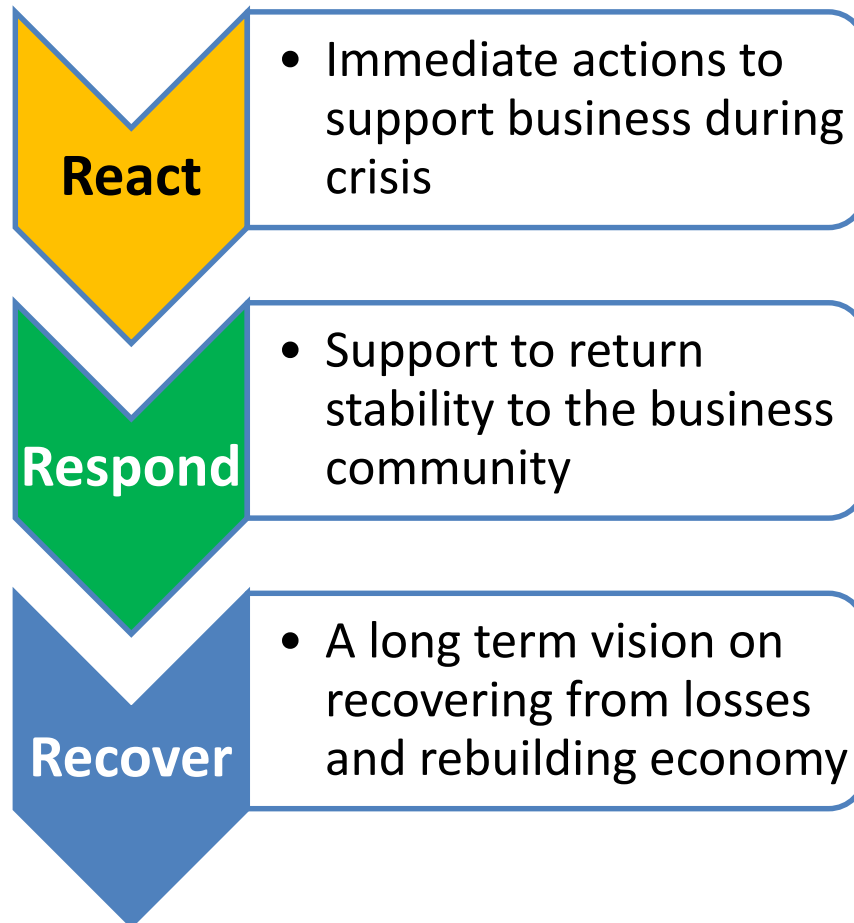 React
• Immediate actions to
support business during
crisis
Respond
• Support to return
stability to the business
community
Recover
• A long term vision on
recovering from losses
and rebuilding economy